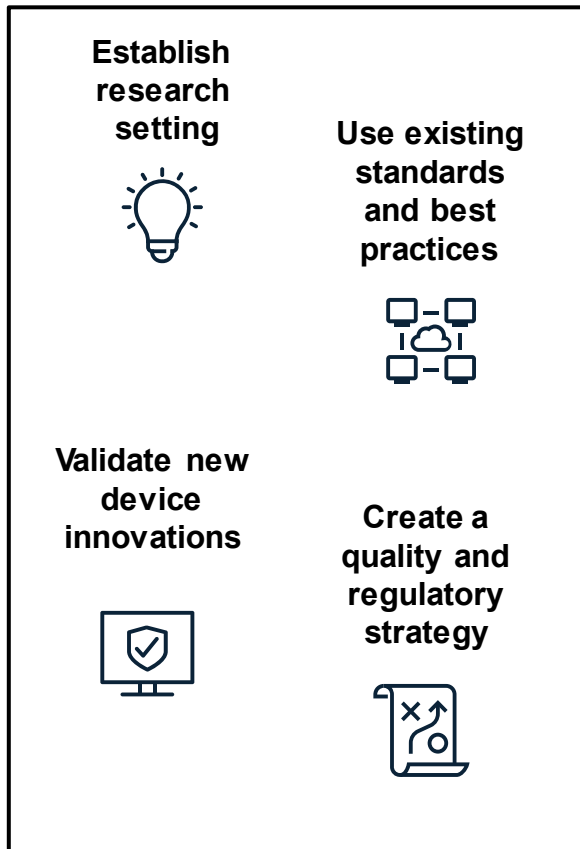 Establish
research
setting
Use existing
standards
and best
practices
Validate new
device
innovations
Create a
quality and
regulatory
strategy